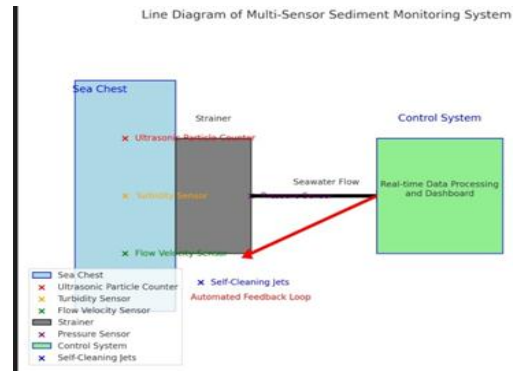 Line Diagram of Multi-Sensor Sediment Monitoring System
Sea Chest
Strainer
Control System
Ultrasonic Particle Counter
Seawater Flow
Real-time Data Processing
and Dashboard
Turbidity Sensor
Pressure Sensor
Flow Velocity Sensor
Self-Cleaning Jets
Automated Feedback Loop
Sea Chest
Ultrasonic Particle Counter
Turbidity Sensor
Flow Velocity Sensor
Strainer
Pressure Sensor
Control System
Self-Cleaning Jets